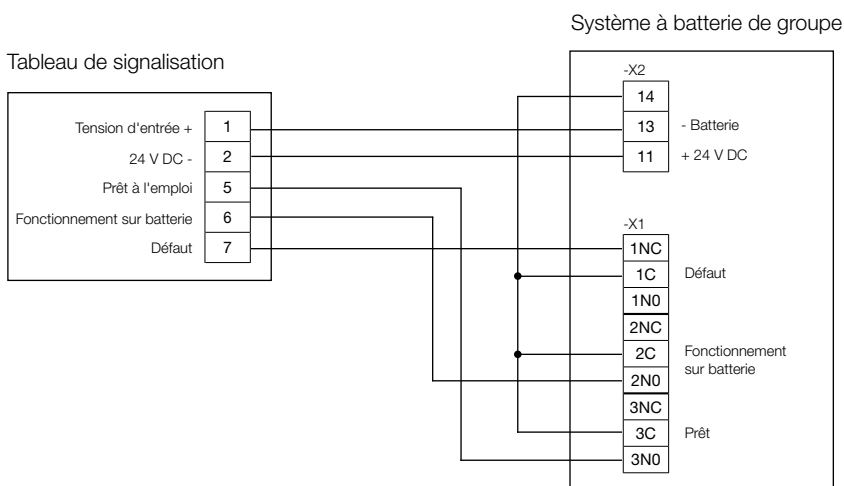 Système à batterie de groupe
Tableau de signalisation
Tension d'entrée + 1
24 V DC - 2
Prêt à l'emploi 5
Fonctionnement sur batterie 6
Défaut 7
-X2
14
13 - Batterie
11 + 24 V DC
-X1
1NC
1C Défaut
1N0
2NC
2C Fonctionnement
sur batterie
2N0
3NC
3C Prêt
3N0